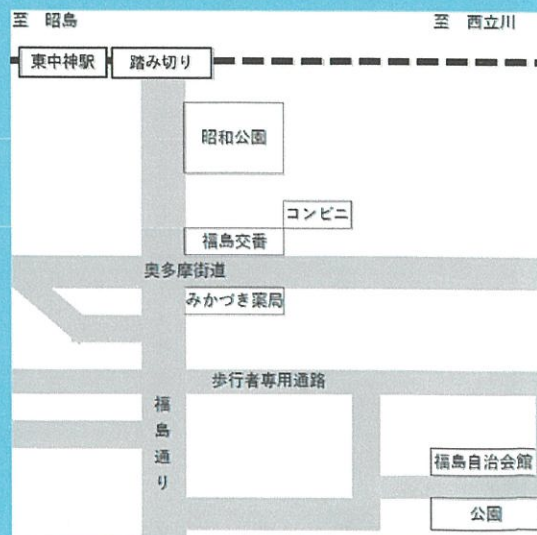 至 昭島
至 西立川
東中神駅
踏み切り
昭和公園
コンビニ
福島交番
奥多摩街道
みかづき薬局
歩行者専用通路
福島通り
福島自治会館
公園